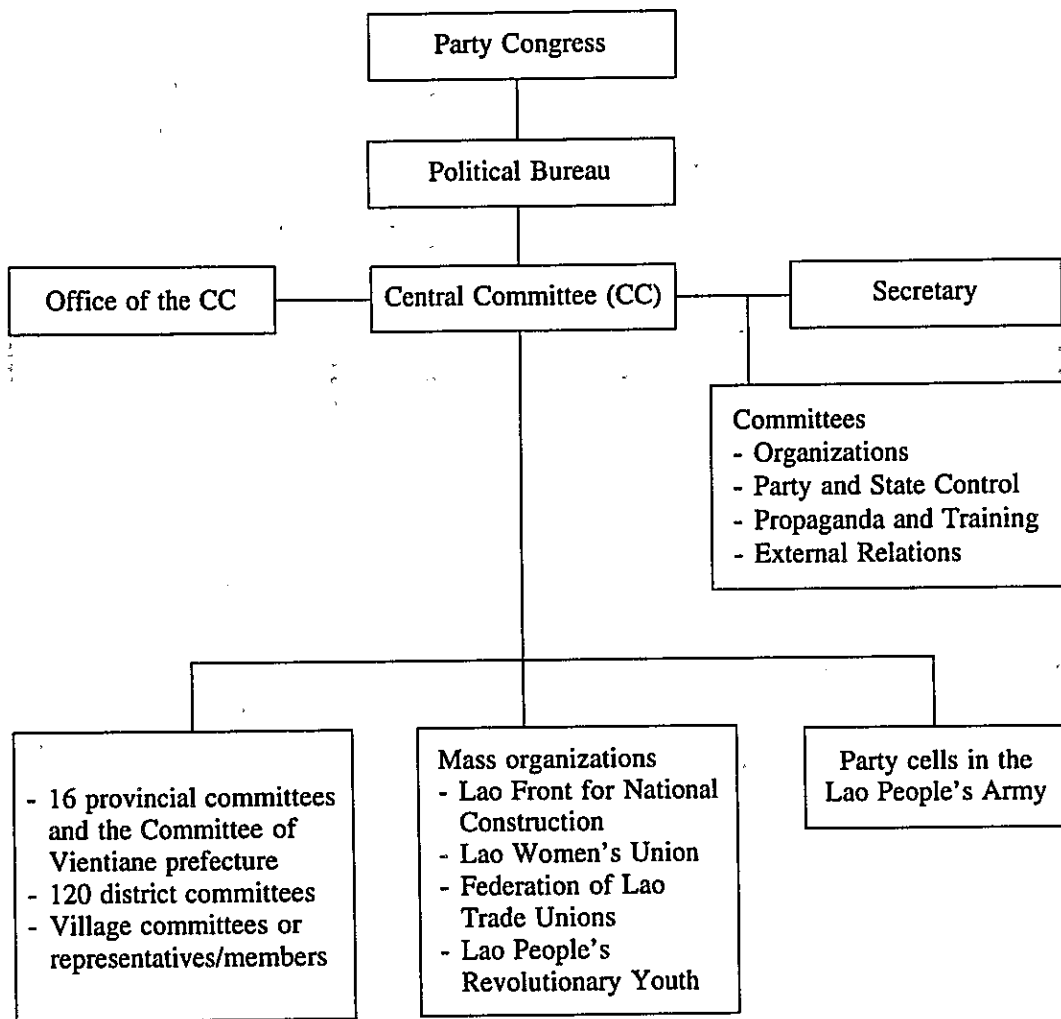 Party Congress
Political Bureau
Office of the CC
Central Committee (CC)
Secretary
Committees
- Organizations
- Party and State Control
- Propaganda and Training
- External Relations
- 16 provincial committees
and the Committee of
Vientiane prefecture
- 120 district committees
- Village committees or
representatives/members
Mass organizations
- Lao Front for National
Construction
- Lao Women's Union
- Federation of Lao
Trade Unions
- Lao People's
Revolutionary Youth
Party cells in the
Lao People's Army